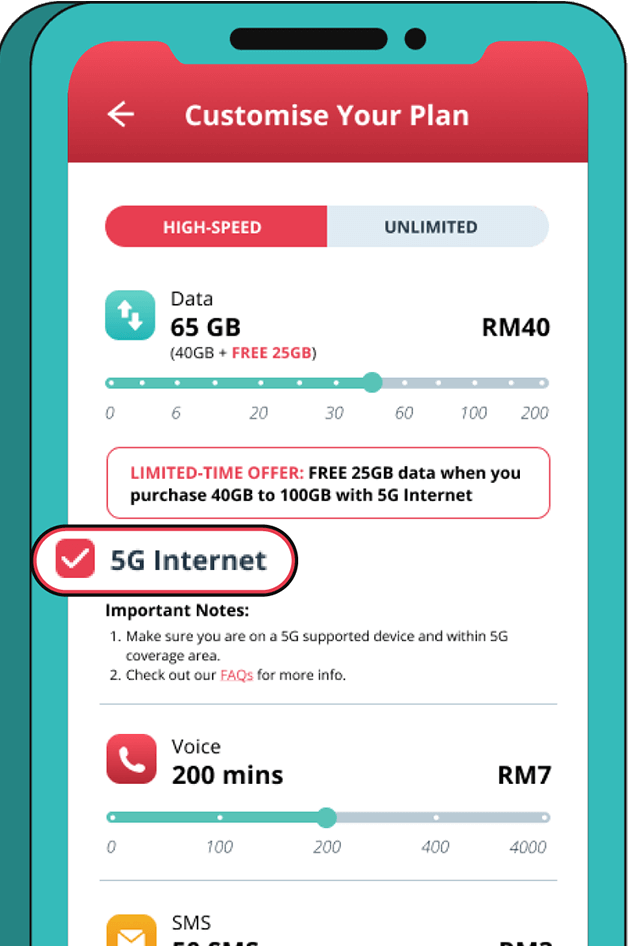 Customise Your Plan
HIGH-SPEED UNLIMITED
Data
65 GB RM40
(40GB + FREE 25GB)
0 6 20 30 60 100 200
LIMITED-TIME OFFER: FREE 25GB data when you
purchase 40GB to 100GB with 5G Internet
5G Internet
Important Notes:
1. Make sure you are on a 5G supported device and within 5G
coverage area.
2. Check out our FAQs for more info.
Voice
200 mins RM7
0 100 200 400 4000
SMS
50 SMS